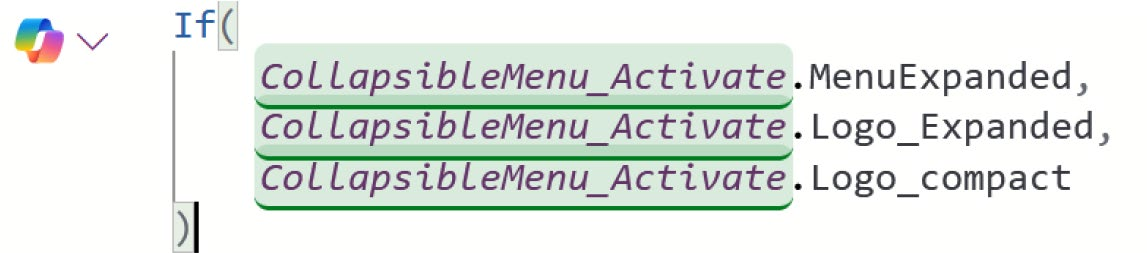 If(
CollapsibleMenu_Activate.MenuExpanded,
CollapsibleMenu_Activate.Logo_Expanded,
CollapsibleMenu_Activate.Logo_compact
)